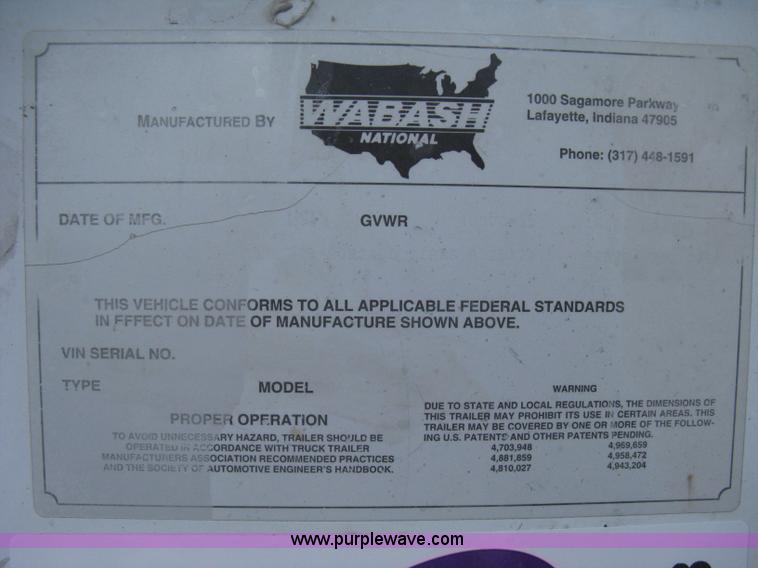 MANUFACTURED BY
WABASH
NATIONAL
1000 Sagamore Parkway
Lafayette, Indiana 47905
Phone: (317) 448-1591
DATE OF MFG.
GVWR
THIS VEHICLE CONFORMS TO ALL APPLICABLE FEDERAL STANDARDS
IN EFFECT ON DATE OF MANUFACTURE SHOWN ABOVE.
VIN SERIAL NO.
TYPE
MODEL
PROPER OPERATION
TO AVOID UNNECESSARY HAZARD, TRAILER SHOULD BE
OPERATED IN ACCORDANCE WITH TRUCK TRAILER
MANUFACTURERS ASSOCIATION RECOMMENDED PRACTICES
AND THE SOCIETY OF AUTOMOTIVE ENGINEER'S HANDBOOK.
WARNING
DUE TO STATE AND LOCAL REGULATIONS, THE DIMENSIONS OF
THIS TRAILER MAY PROHIBIT ITS USE IN CERTAIN AREAS. THIS
TRAILER MAY BE COVERED BY ONE OR MORE OF THE FOLLOW-
ING U.S. PATENTS AND OTHER PATENTS PENDING.
4,703,948 4,969,659
4,881,859 4,958,472
4,810,027 4,943,204
www.purplewave.com